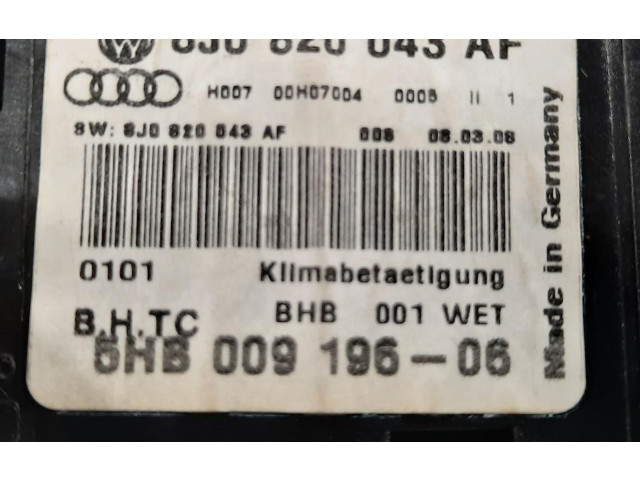 8J0 820 043 AF
H007 00H07004 0005 II 1
SW: 8J0 820 043 AF 008 08.03.06
0101 Klimabetaetigung
B.H.TC BHB 001 WET
5HB 009 196-06
Made in Germany